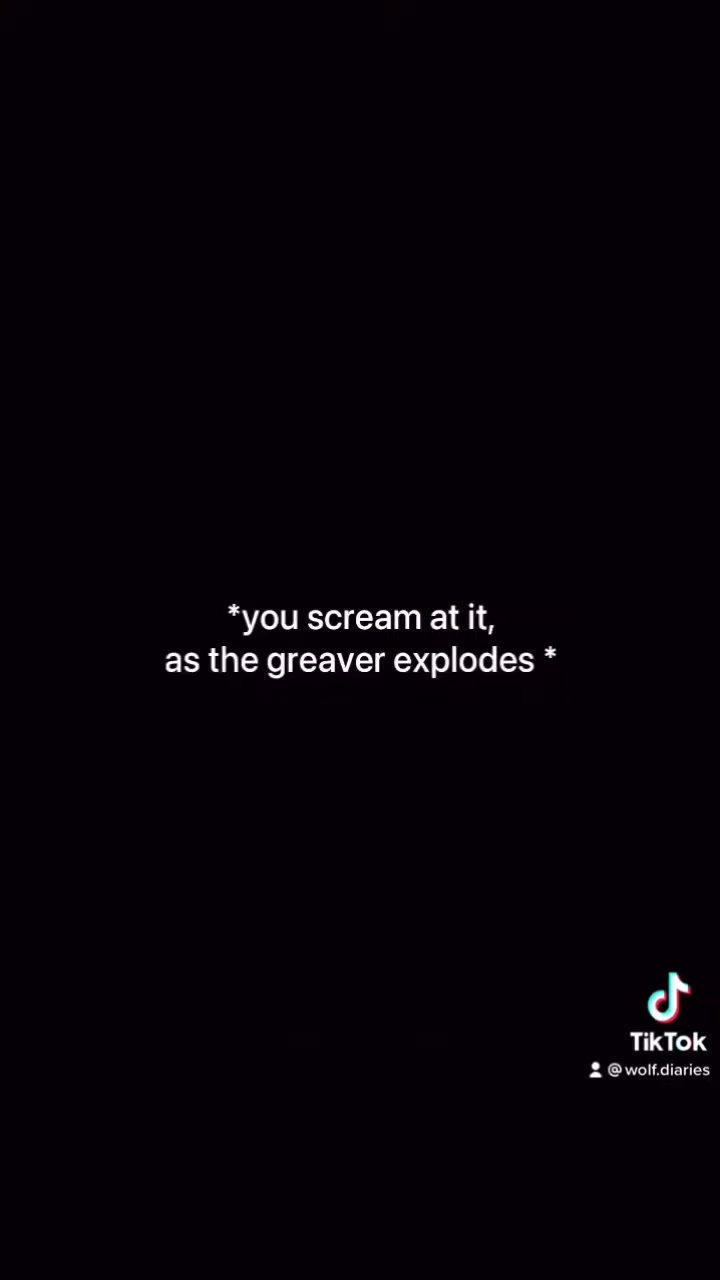 *you scream at it,
as the greaver explodes *
TikTok
@wolf.diaries